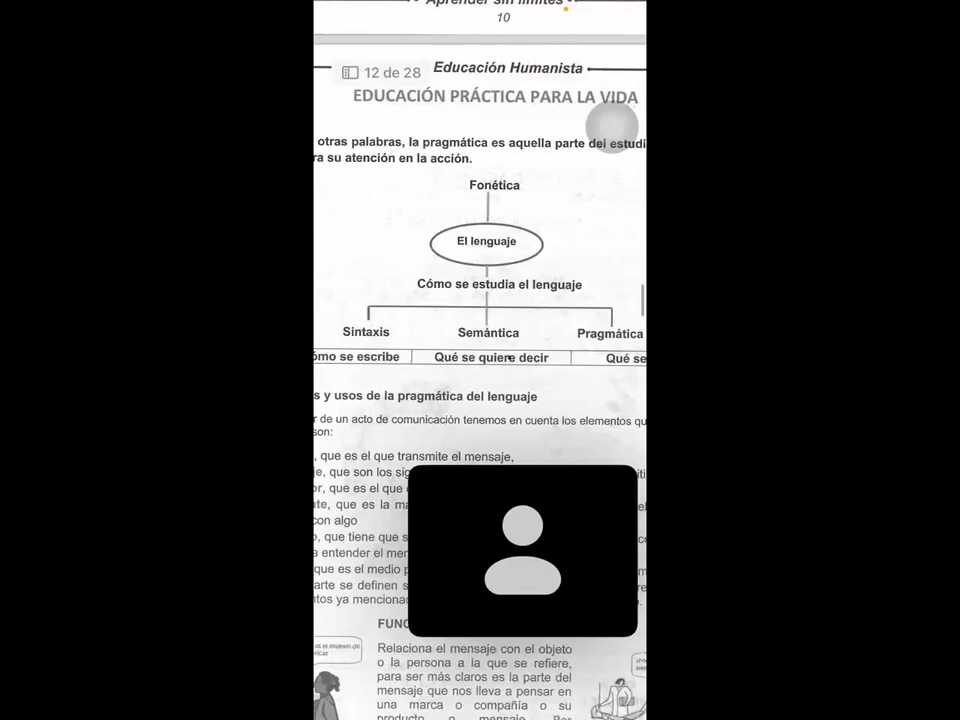 Aprender sin límites
10
Educación Humanista
12 de 28
EDUCACIÓN PRÁCTICA PARA LA VIDA
otras palabras, la pragmática es aquella parte del estudi
ra su atención en la acción.
Fonética
El lenguaje
Cómo se estudia el lenguaje
Sintaxis Semántica Pragmática
ómo se escribe Qué se quiere decir Qué se
s y usos de la pragmática del lenguaje
r de un acto de comunicación tenemos en cuenta los elementos qu
son:
, que es el que transmite el mensaje,
je, que son los sig
or, que es el que
nte, que es la ma
con algo
o, que tiene que s
a entender el men
que es el medio p
arte se definen s
ntos ya menciona
FUNC
Relaciona el mensaje con el objeto
o la persona a la que se refiere,
para ser más claros es la parte del
mensaje que nos lleva a pensar en
una marca o compañía o su
producto o mensaje. Por